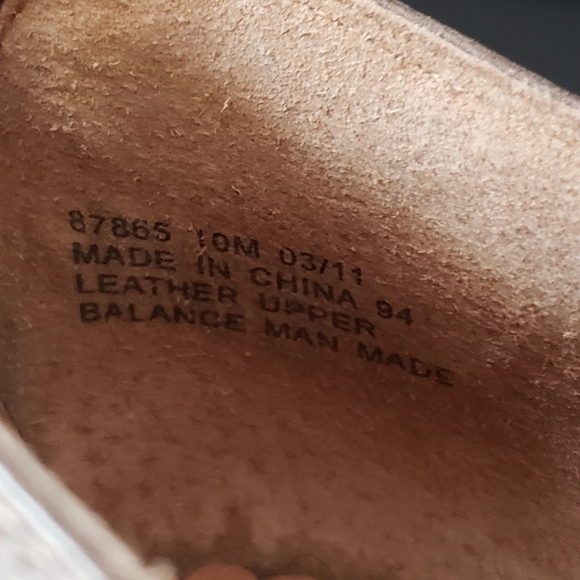 87865 10M 03/11
MADE IN CHINA 94
LEATHER UPPER
BALANCE MAN MADE